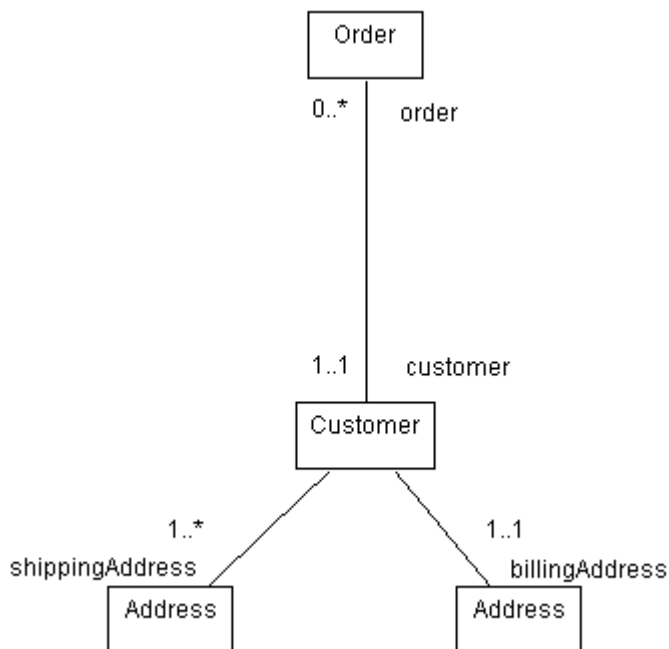 Order
0..* order
1..1 customer
Customer
1..* 1..1
shippingAddress billingAddress
Address Address